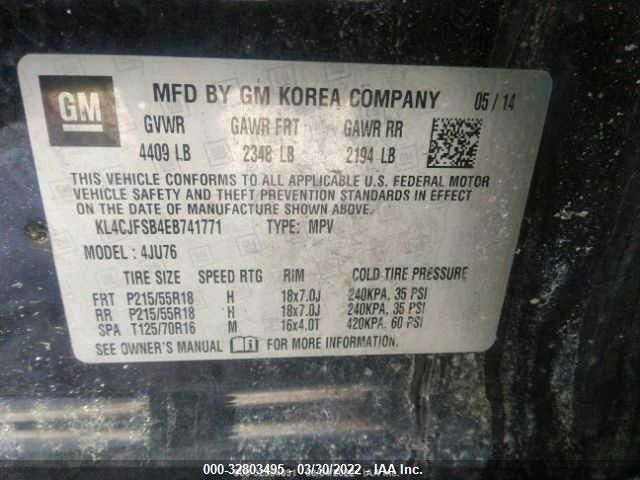 GM
MFD BY GM KOREA COMPANY 05 / 14
GVWR GAWR FRT GAWR RR
4409 LB 2348 LB 2194 LB
THIS VEHICLE CONFORMS TO ALL APPLICABLE U.S. FEDERAL MOTOR
VEHICLE SAFETY AND THEFT PREVENTION STANDARDS IN EFFECT
ON THE DATE OF MANUFACTURE SHOWN ABOVE.
KL4CJFSB4EB741771 TYPE: MPV
MODEL : 4JU76
TIRE SIZE SPEED RTG RIM COLD TIRE PRESSURE
FRT P215/55R18 H 18x7.0J 240KPA, 35 PSI
RR P215/55R18 H 18x7.0J 240KPA, 35 PSI
SPA T125/70R16 M 16x4.0T 420KPA, 60 PSI
SEE OWNER'S MANUAL FOR MORE INFORMATION.
000-32803495 - 03/30/2022 - IAA Inc.